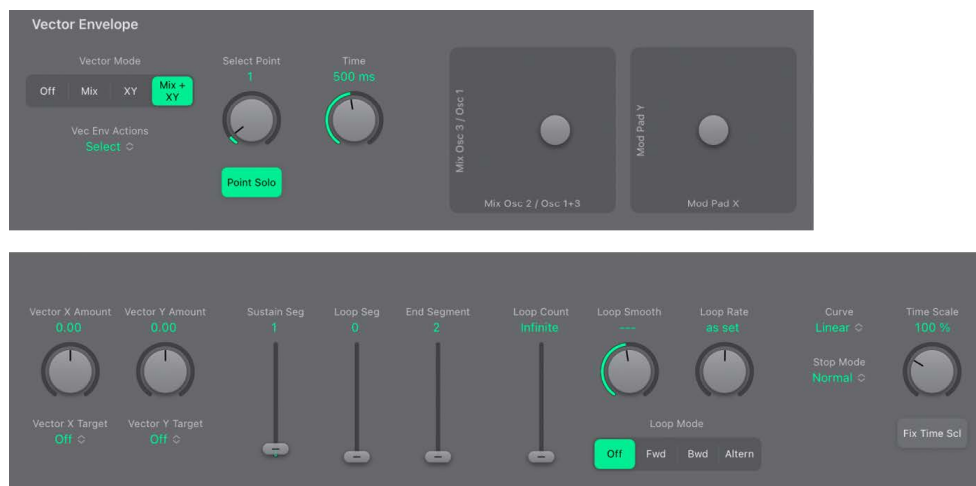 Vector Envelope
Vector Mode
Off
Mix
XY
Mix +
XY
Vec Env Actions
Select
Select Point
1
Point Solo
Time
500 ms
Mix Osc 3 / Osc 1
Mix Osc 2 / Osc 1+3
Mod Pad Y
Mod Pad X
Vector X Amount
0.00
Vector X Target
Off
Vector Y Amount
0.00
Vector Y Target
Off
Sustain Seg
1
Loop Seg
0
End Segment
2
Loop Count
Infinite
Loop Smooth
---
Loop Rate
as set
Loop Mode
Off
Fwd
Bwd
Altern
Curve
Linear
Stop Mode
Normal
Time Scale
100 %
Fix Time Scl